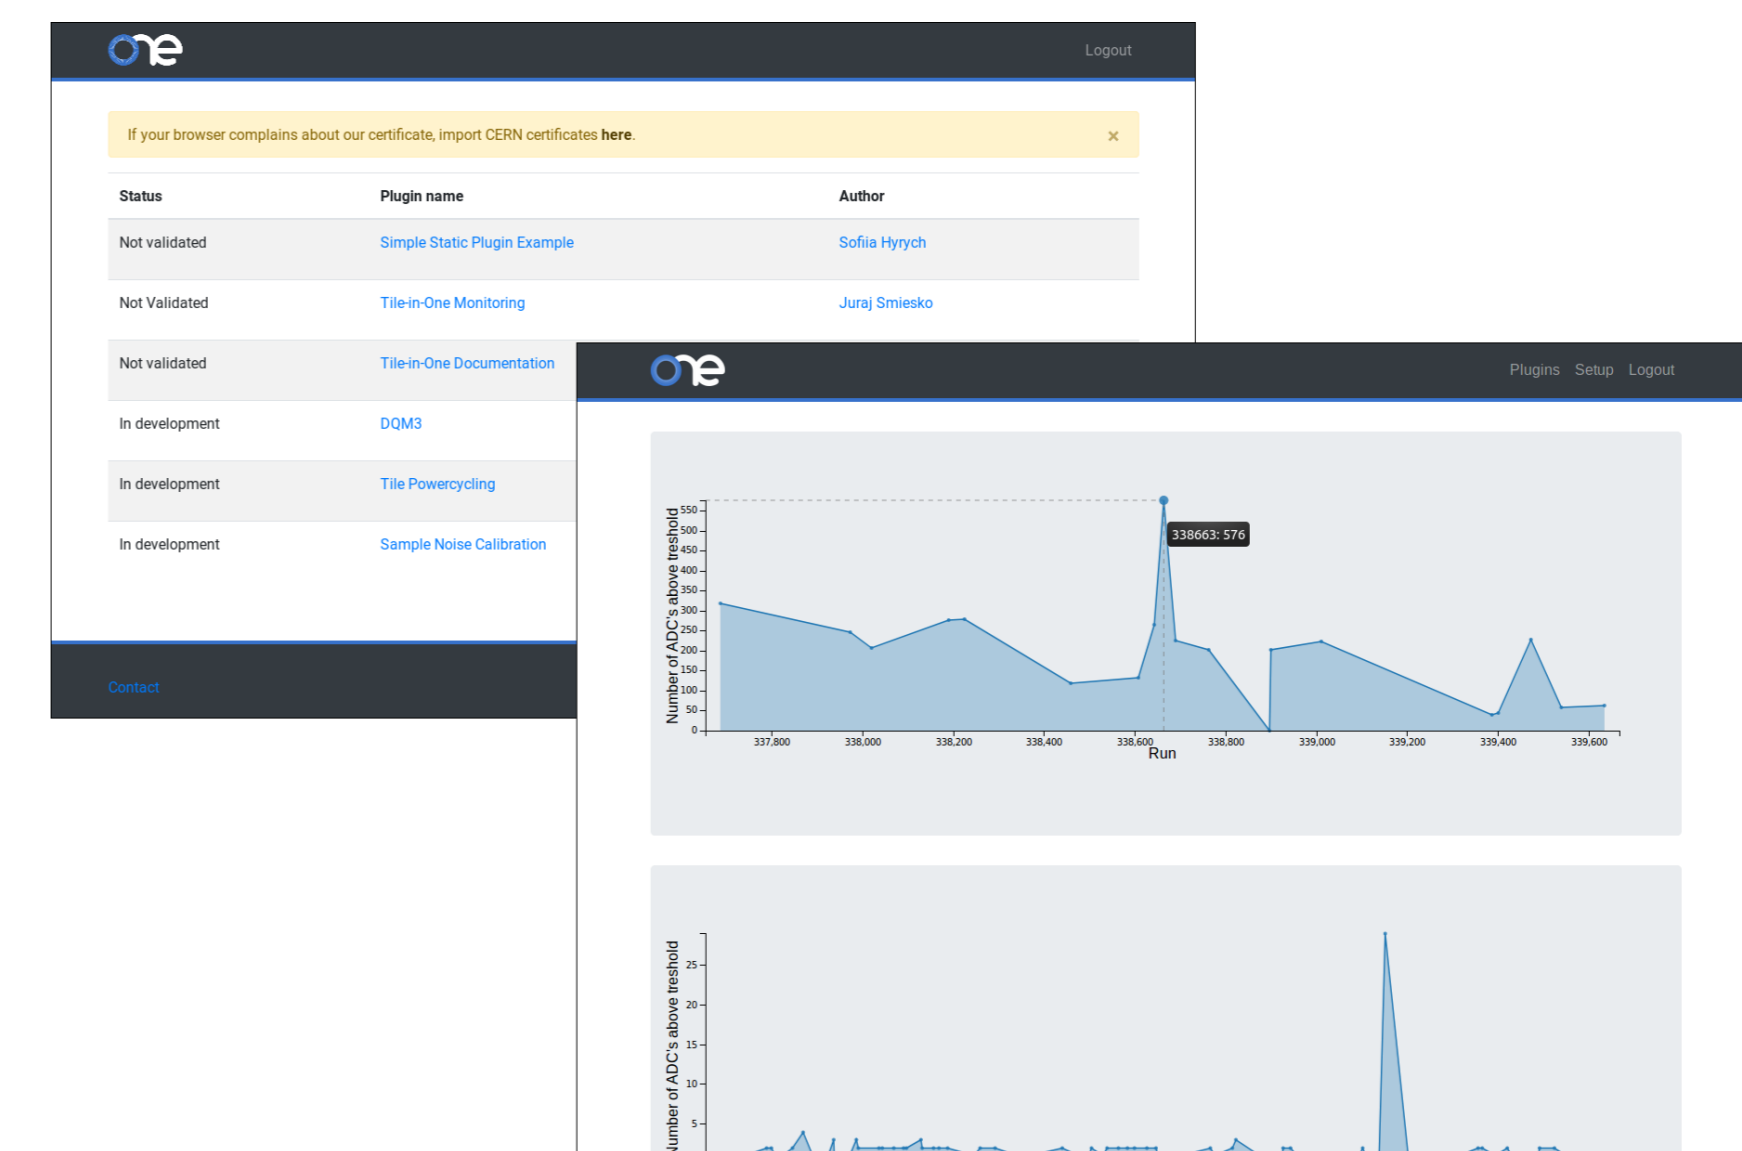 one
Logout
If your browser complains about our certificate, import CERN certificates here.
×
Status Plugin name Author
Not validated Simple Static Plugin Example Sofiia Hyrych
Not Validated Tile-in-One Monitoring Juraj Smiesko
Not validated Tile-in-One Documentation
In development DQM3
In development Tile Powercycling
In development Sample Noise Calibration
Contact
one
Plugins Setup Logout
Number of ADC's above treshold
550
500
450
400
350
300
250
200
150
100
50
0
338663: 576
337,800 338,000 338,200 338,400 338,600 338,800 339,000 339,200 339,400 339,600
Run
Number of ADC's above treshold
25
20
15
10
5